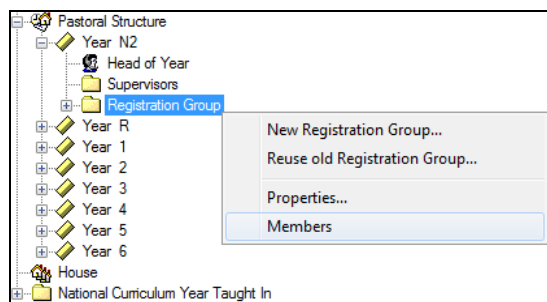 Pastoral Structure
Year N2
Head of Year
Supervisors
Registration Group
Year R
Year 1
Year 2
Year 3
Year 4
Year 5
Year 6
House
National Curriculum Year Taught In
New Registration Group...
Reuse old Registration Group...
Properties...
Members